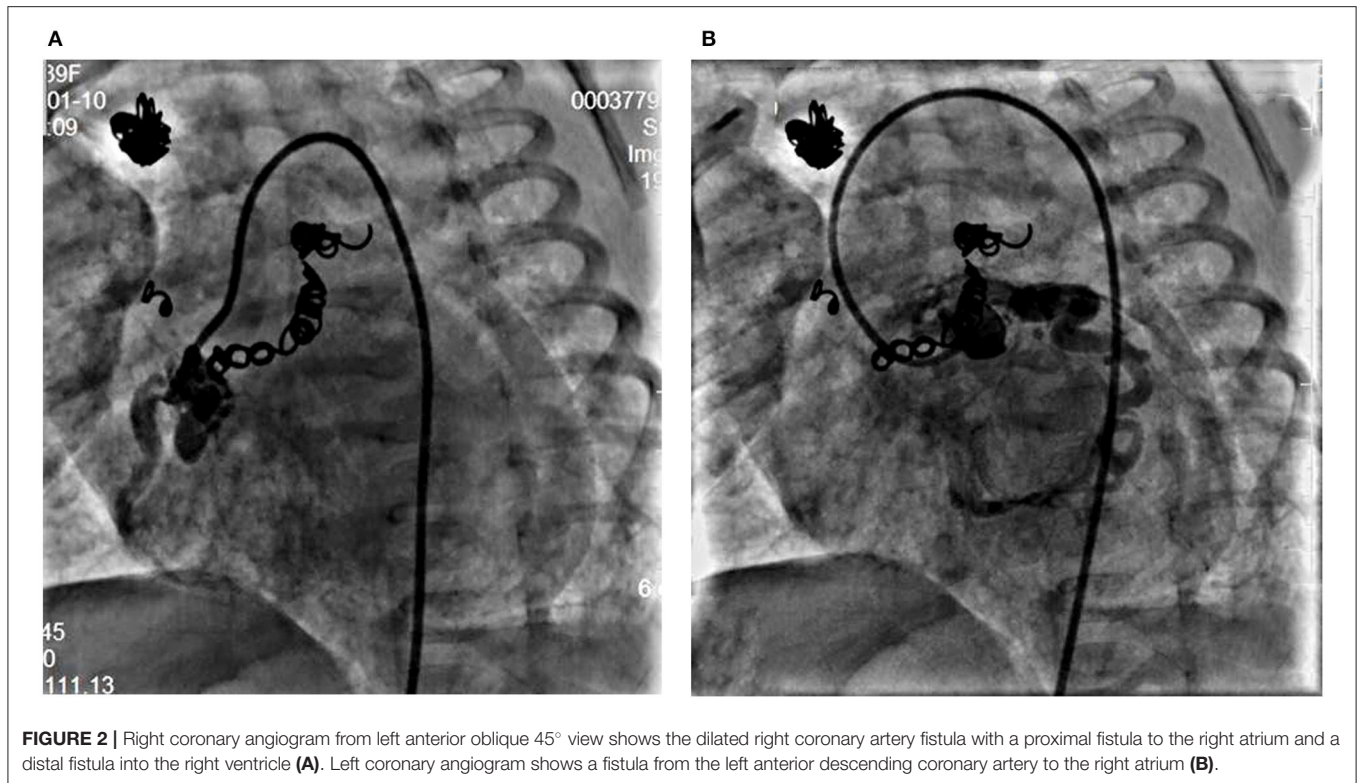 A
B
39F
01-10
:09
0003779
S
Img
19
45
0
111.13
FIGURE 2 | Right coronary angiogram from left anterior oblique 45° view shows the dilated right coronary artery fistula with a proximal fistula to the right atrium and a
distal fistula into the right ventricle (A). Left coronary angiogram shows a fistula from the left anterior descending coronary artery to the right atrium (B).